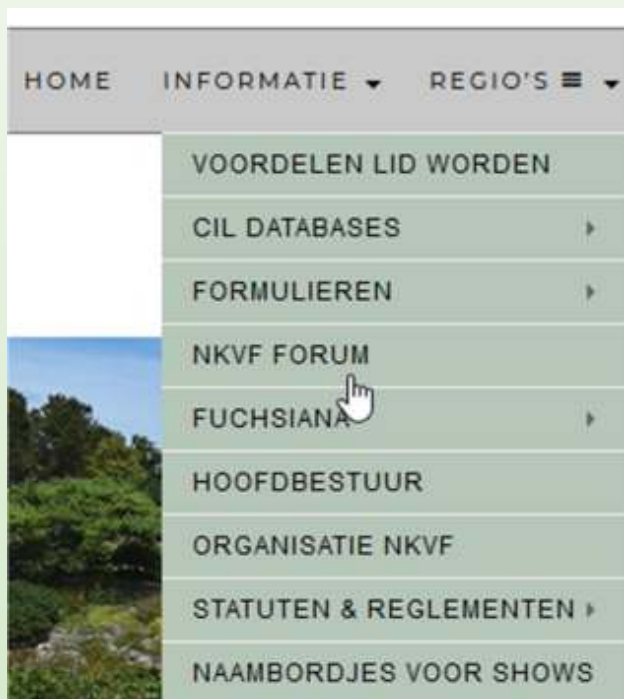 HOME INFORMATIE REGIO'S
VOORDELEN LID WORDEN
CIL DATABASES
FORMULIEREN
NKVF FORUM
FUCHSIANA
HOOFDBESTUUR
ORGANISATIE NKVF
STATUTEN & REGLEMENTEN
NAAMBORDJES VOOR SHOWS